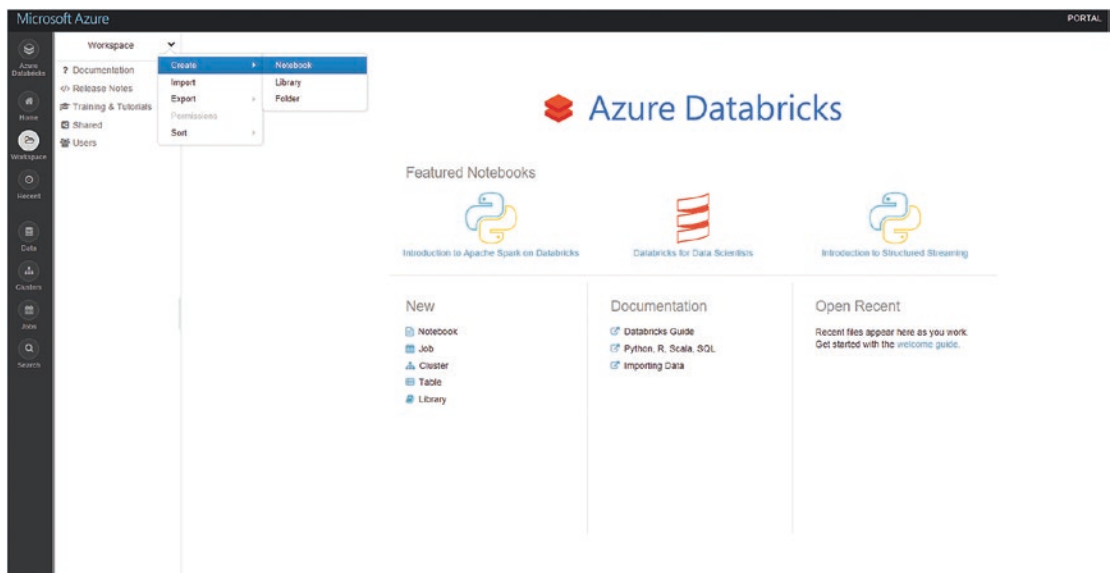 Microsoft Azure
PORTAL
Azure
Databricks
Home
Workspace
Recent
Data
Clusters
Jobs
Search
Workspace
Documentation
Release Notes
Training & Tutorials
Shared
Users
Create
Import
Export
Permissions
Sort
Notebook
Library
Folder
Azure Databricks
Featured Notebooks
Introduction to Apache Spark on Databricks
Databricks for Data Scientists
Introduction to Structured Streaming
New
Notebook
Job
Cluster
Table
Library
Documentation
Databricks Guide
Python, R, Scala, SQL
Importing Data
Open Recent
Recent files appear here as you work.
Get started with the welcome guide.